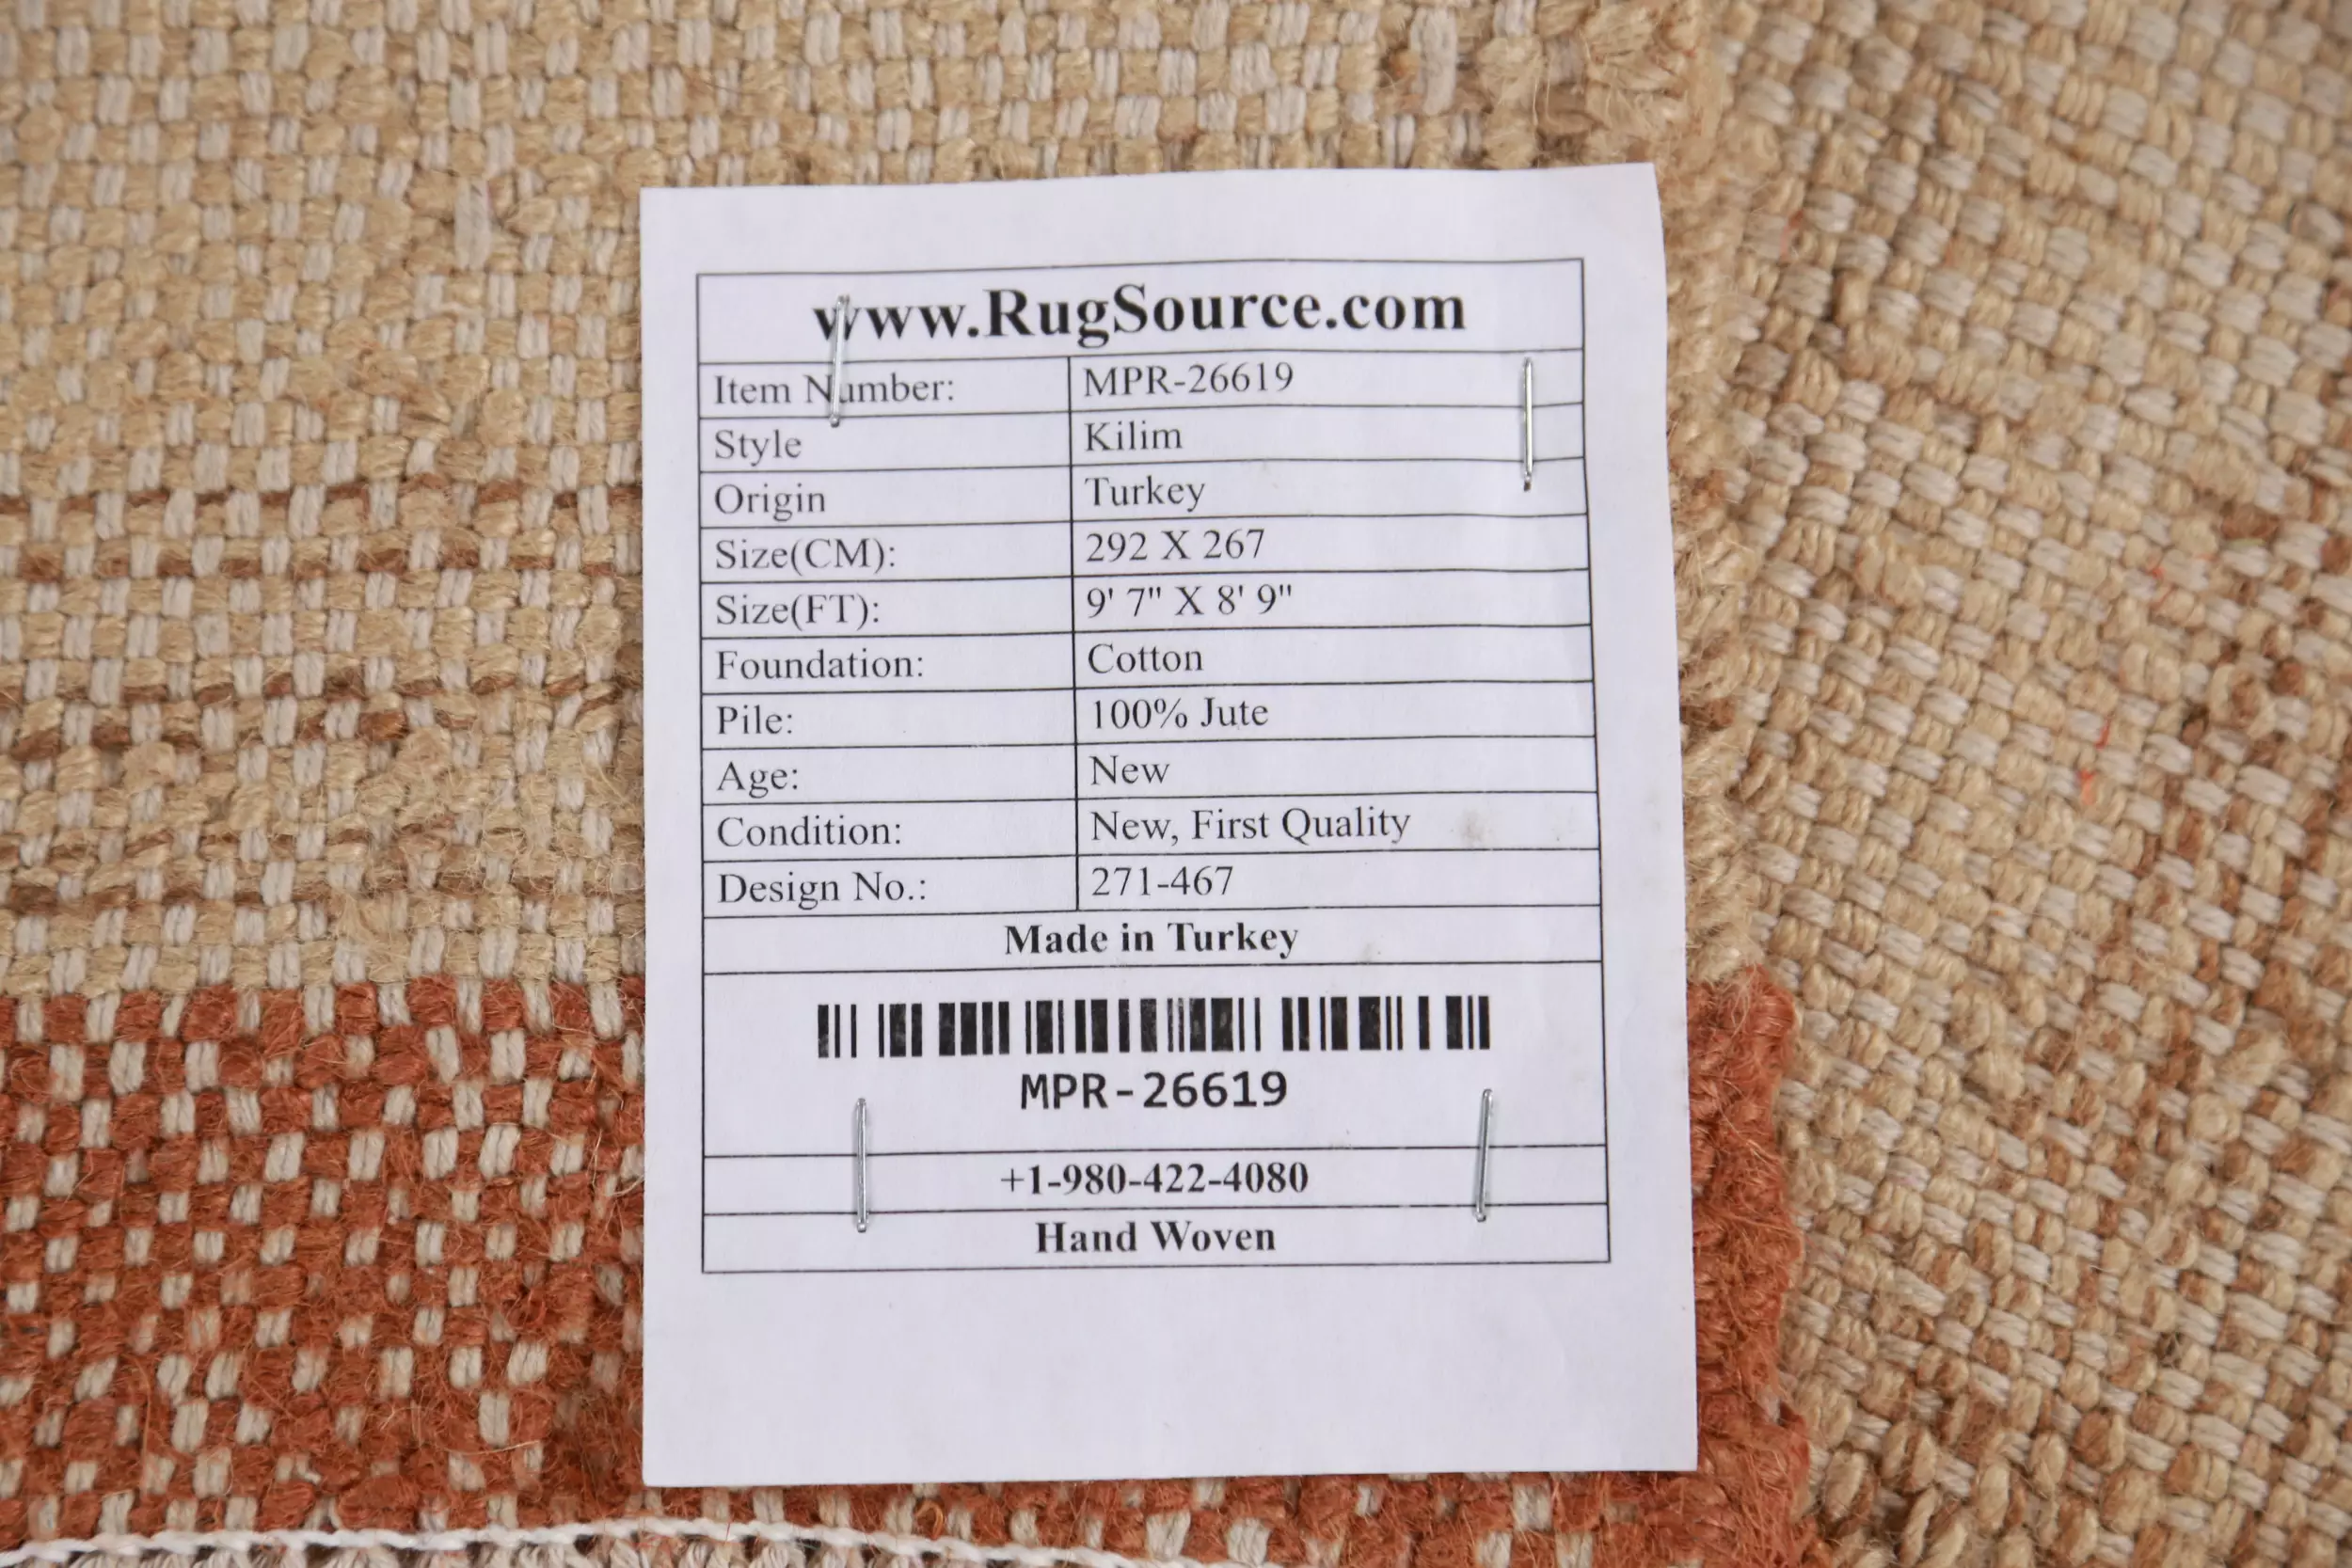 www.RugSource.com
Item Number: MPR-26619
Style Kilim
Origin Turkey
Size(CM): 292 X 267
Size(FT): 9' 7" X 8' 9"
Foundation: Cotton
Pile: 100% Jute
Age: New
Condition: New, First Quality
Design No.: 271-467
Made in Turkey
MPR-26619
+1-980-422-4080
Hand Woven